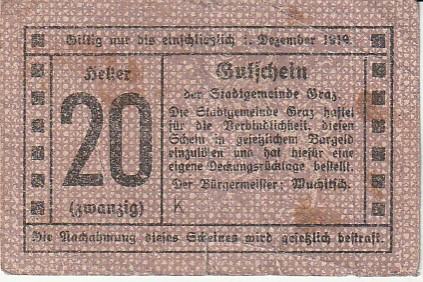 Giltig nur bis einschließlich 1. Dezember 1919.
Heller
20
(zwanzig)
Gutschein
der Stadtgemeinde Graz.
Die Stadtgemeinde Graz haftet
für die Verbindlichkeit, diesen
Schein in gesetzlichem Bargeld
einzulösen und hat hiefür eine
eigene Deckungsrücklage bestellt.
Der Bürgermeister: Muchitsch.
K
Die Nachahmung dieses Scheines wird gesetzlich bestraft.